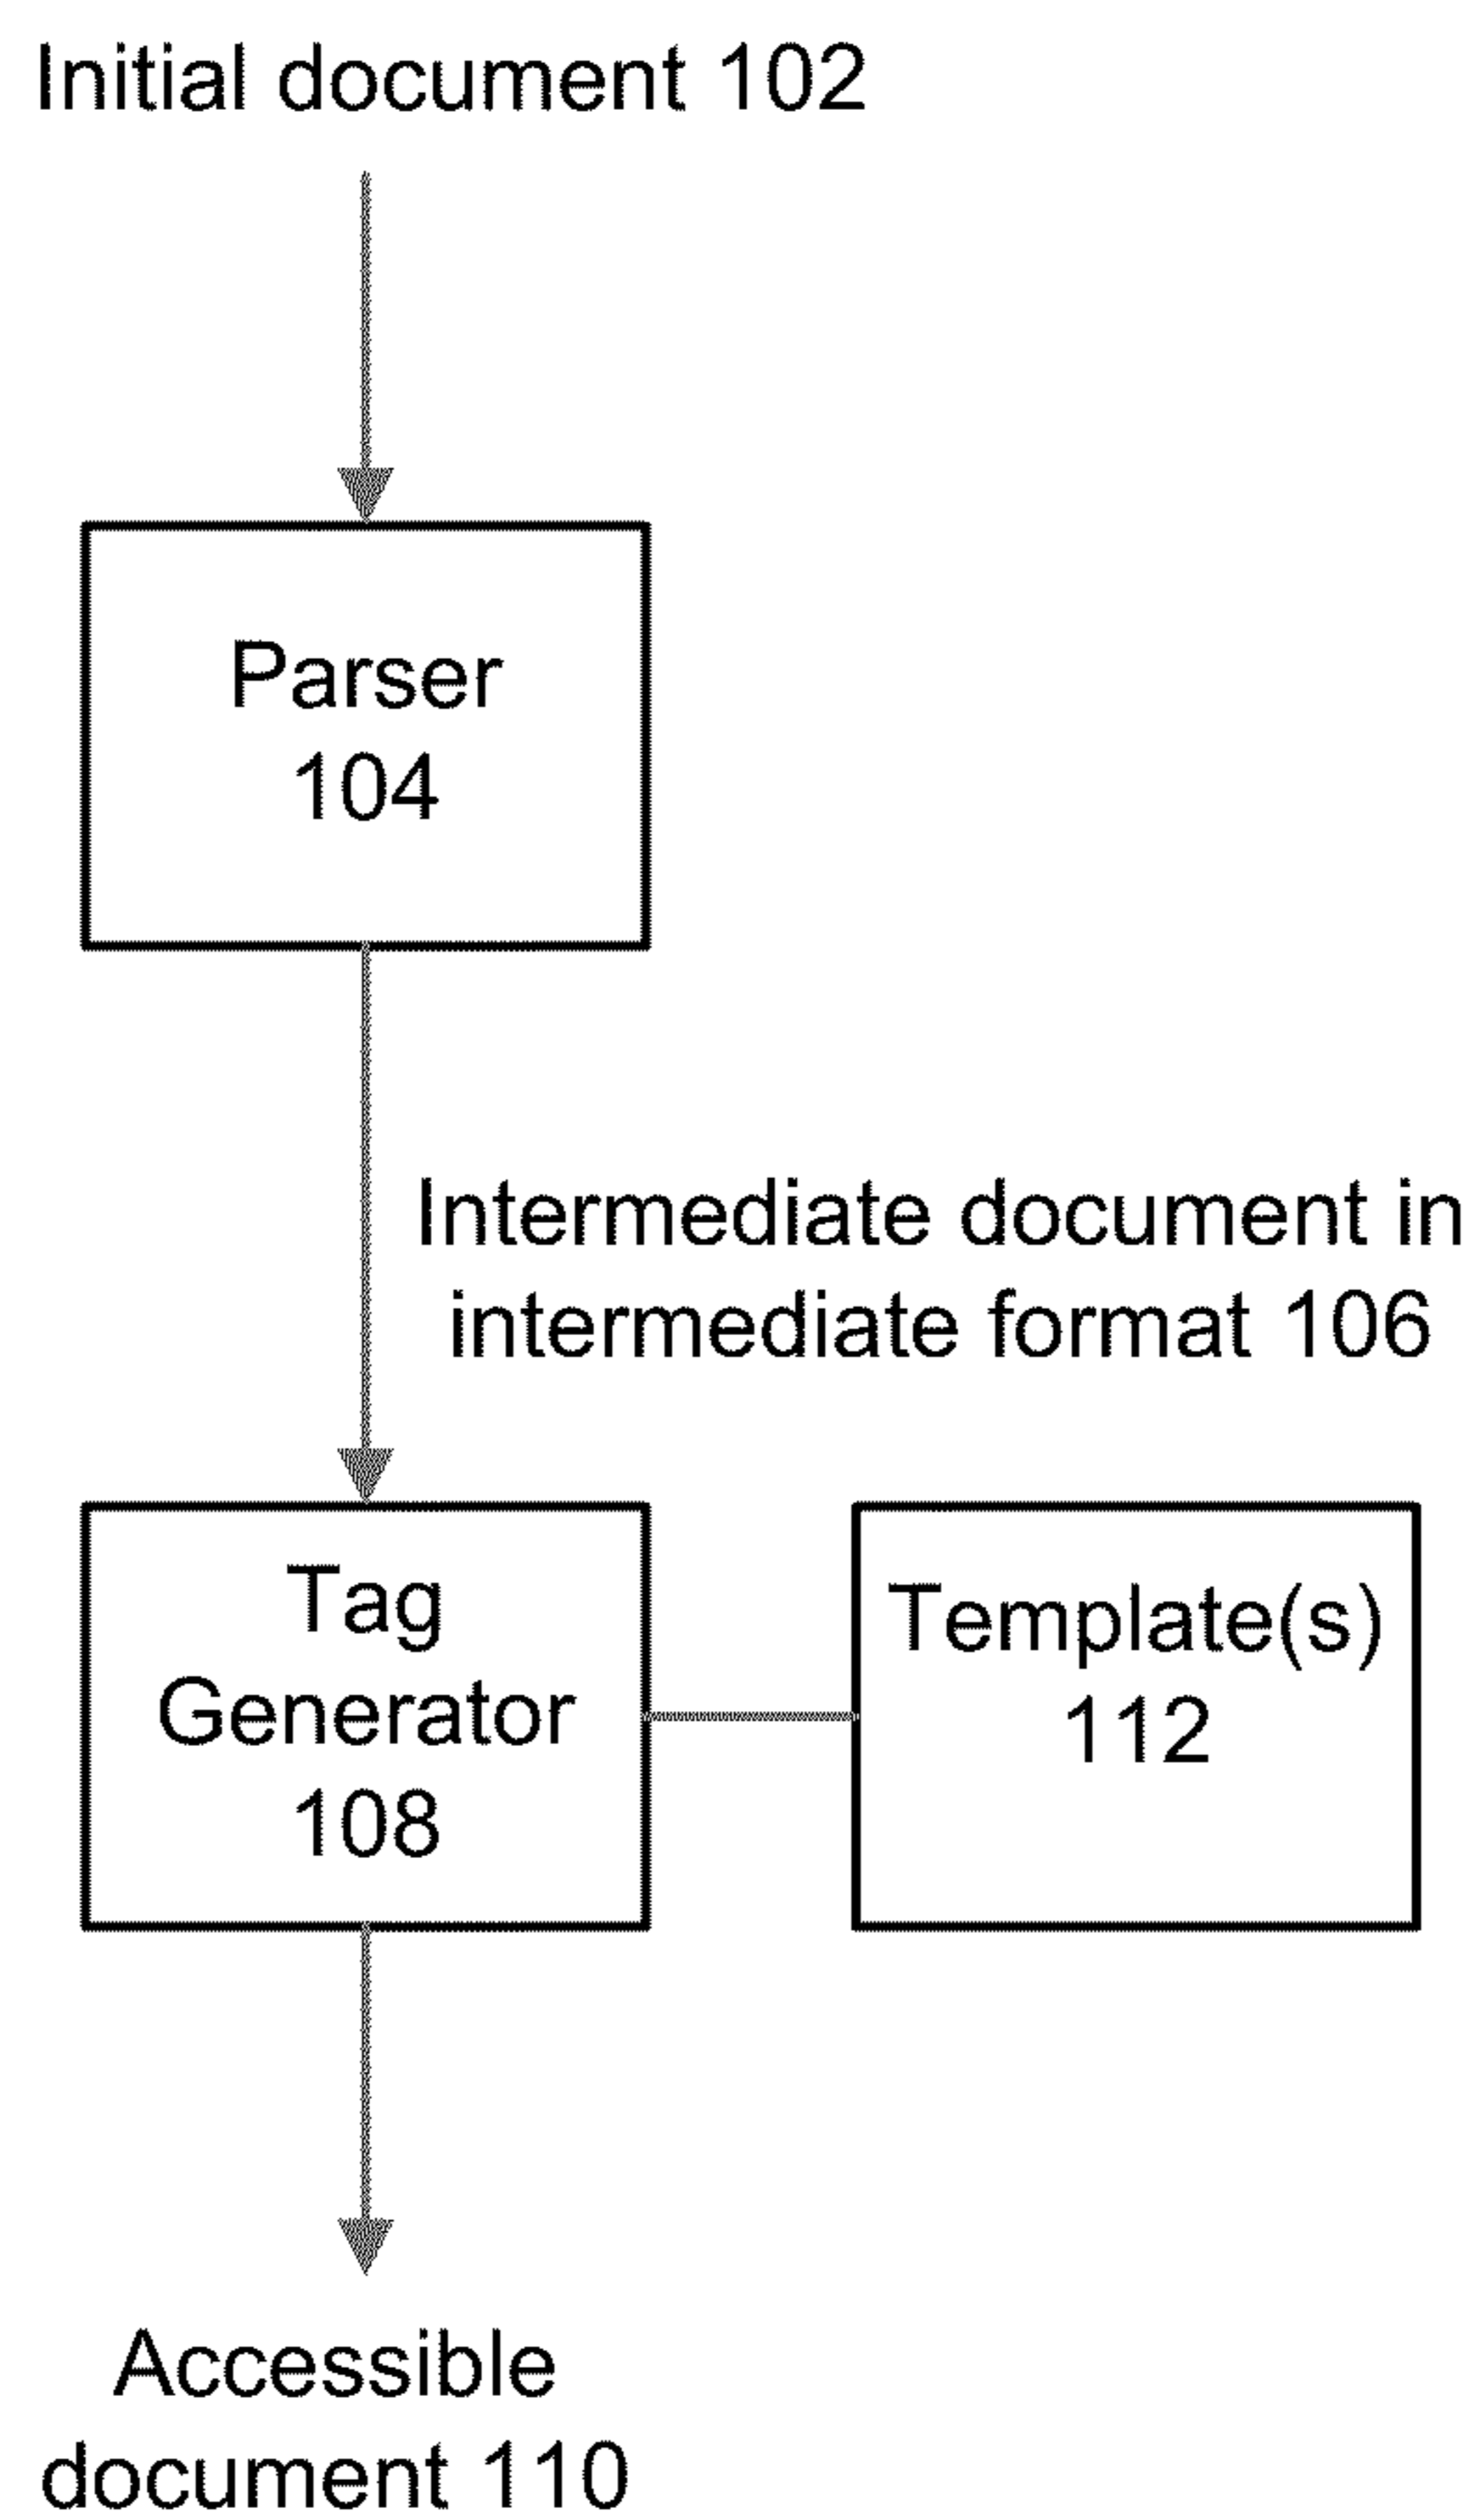 Initial document 102
Parser
104
Intermediate document in
intermediate format 106
Tag
Generator
108
Template(s)
112
Accessible
document 110